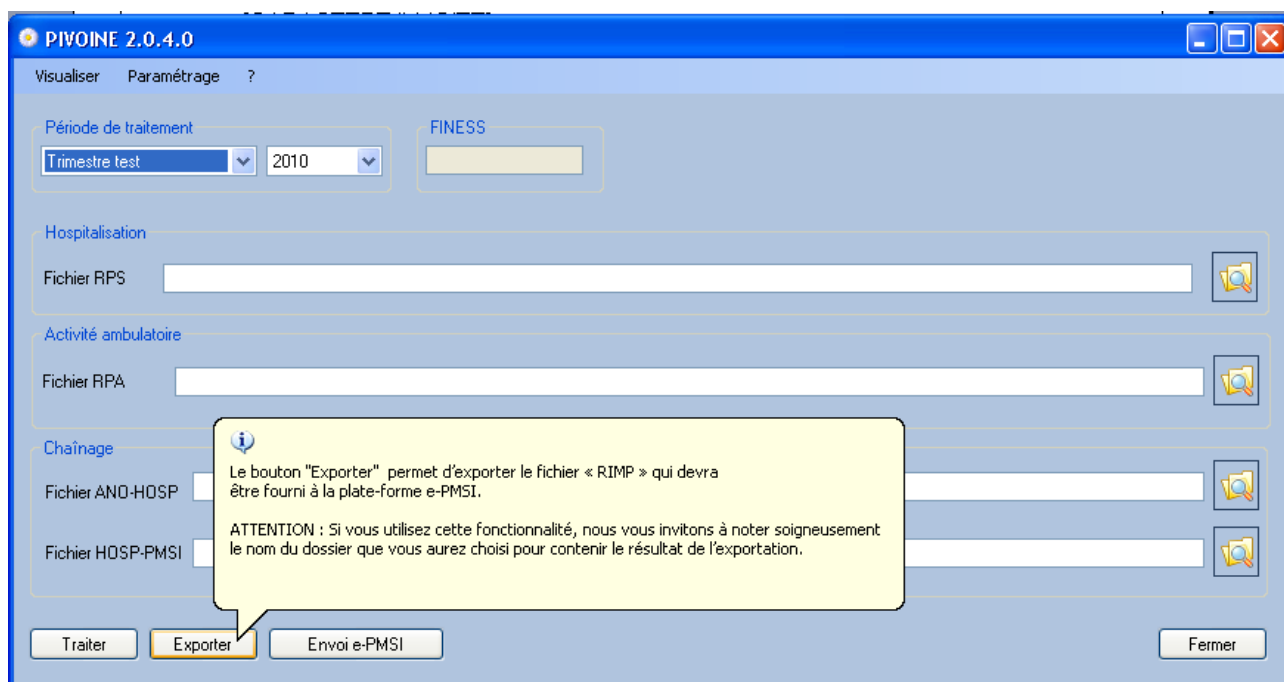 PIVOINE 2.0.4.0
Visualiser Paramétrage ?
Période de traitement FINESS
Trimestre test 2010
Hospitalisation
Fichier RPS
Activité ambulatoire
Fichier RPA
Chaînage
Fichier ANO-HOSP
Fichier HOSP-PMSI
Le bouton "Exporter" permet d'exporter le fichier « RIMP » qui devra
être fourni à la plate-forme e-PMSI.
ATTENTION : Si vous utilisez cette fonctionnalité, nous vous invitons à noter soigneusement
le nom du dossier que vous aurez choisi pour contenir le résultat de l'exportation.
Traiter Exporter Envoi e-PMSI Fermer